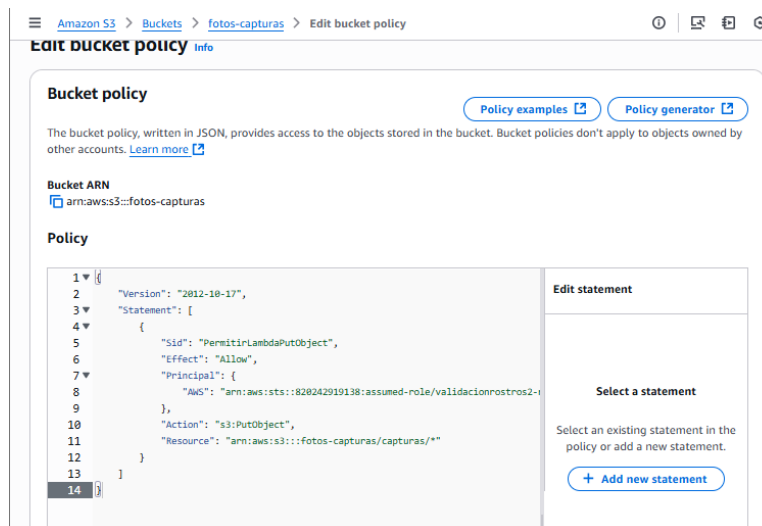 Amazon S3 > Buckets > fotos-capturas > Edit bucket policy
Edit bucket policy Info
Bucket policy
Policy examples
Policy generator
The bucket policy, written in JSON, provides access to the objects stored in the bucket. Bucket policies don't apply to objects owned by
other accounts. Learn more
Bucket ARN
arn:aws:s3:::fotos-capturas
Policy
1 {
2 "Version": "2012-10-17",
3 "Statement": [
4 {
5 "Sid": "PermitirLambdaPutObject",
6 "Effect": "Allow",
7 "Principal": {
8 "AWS": "arn:aws:sts::820242919138:assumed-role/validacionrostros2-
9 },
10 "Action": "s3:PutObject",
11 "Resource": "arn:aws:s3:::fotos-capturas/capturas/*"
12 }
13 ]
14 }
Edit statement
Select a statement
Select an existing statement in the
policy or add a new statement.
+ Add new statement